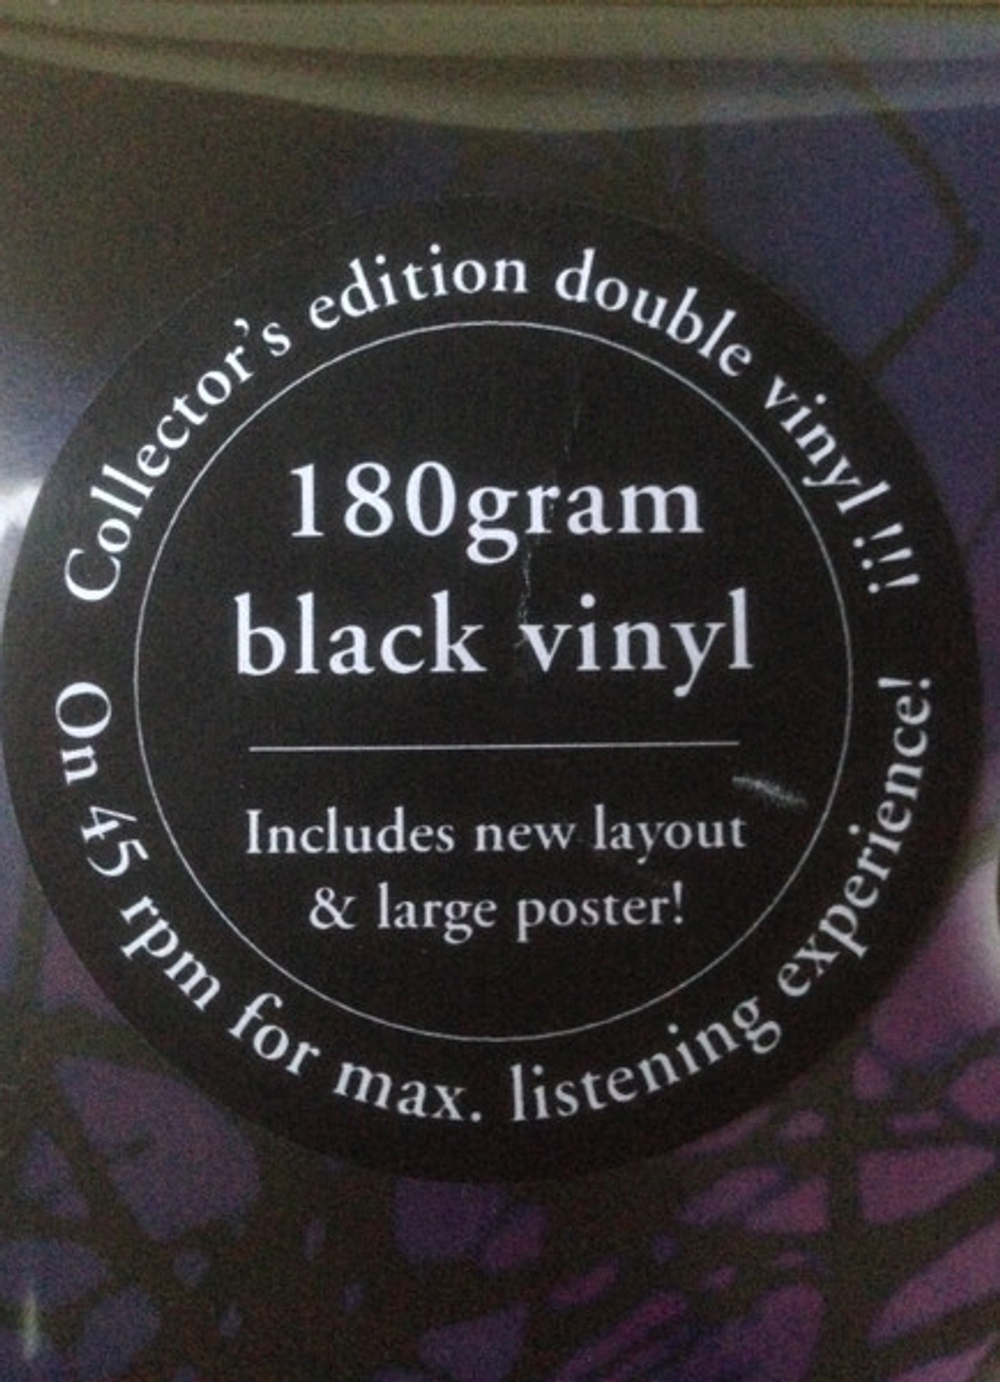 Collector's edition double vinyl !!!
180gram
black vinyl
Includes new layout
& large poster!
On 45 rpm for max. listening experience!